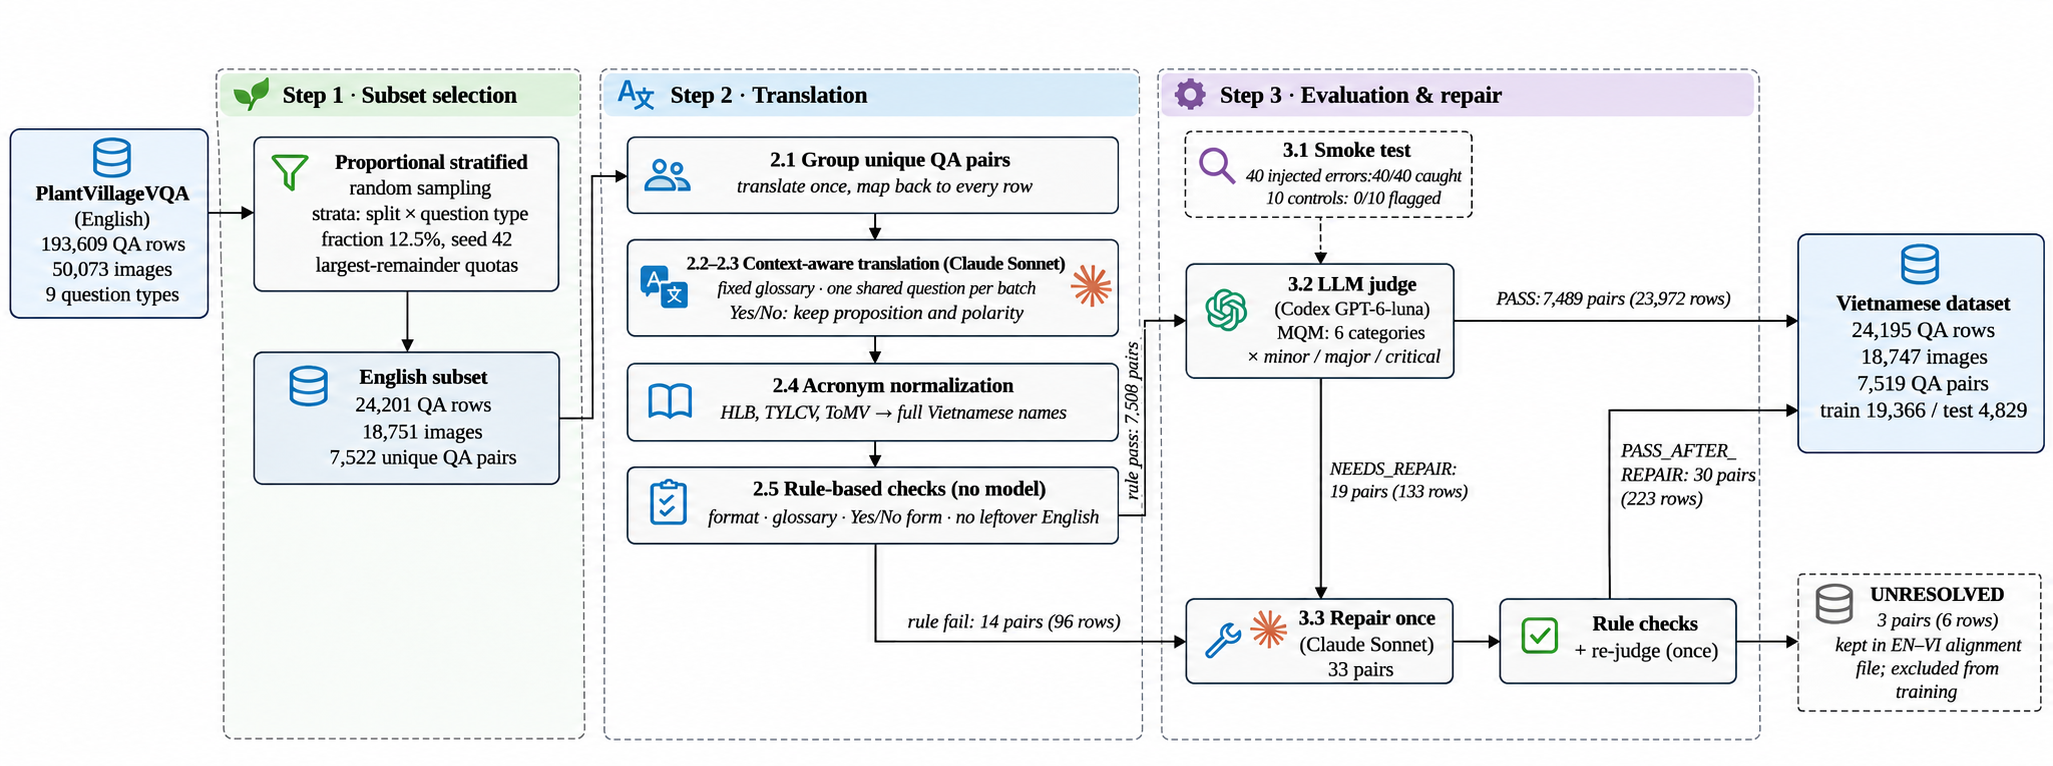 PlantVillageVQA
(English)
193,609 QA rows
50,073 images
9 question types
Step 1 · Subset selection
Proportional stratified
random sampling
strata: split × question type
fraction 12.5%, seed 42
largest-remainder quotas
English subset
24,201 QA rows
18,751 images
7,522 unique QA pairs
A文
Step 2 · Translation
2.1 Group unique QA pairs
translate once, map back to every row
A文
2.2–2.3 Context-aware translation (Claude Sonnet)
fixed glossary · one shared question per batch
Yes/No: keep proposition and polarity
2.4 Acronym normalization
HLB, TYLCV, ToMV → full Vietnamese names
2.5 Rule-based checks (no model)
format · glossary · Yes/No form · no leftover English
rule pass: 7.508 pairs
rule fail: 14 pairs (96 rows)
Step 3 · Evaluation & repair
3.1 Smoke test
40 injected errors:40/40 caught
10 controls: 0/10 flagged
3.2 LLM judge
(Codex GPT-6-luna)
MQM: 6 categories
× minor / major / critical
PASS:7,489 pairs (23,972 rows)
NEEDS_REPAIR:
19 pairs (133 rows)
3.3 Repair once
(Claude Sonnet)
33 pairs
Rule checks
+ re-judge (once)
PASS_AFTER_
REPAIR: 30 pairs
(223 rows)
Vietnamese dataset
24,195 QA rows
18,747 images
7,519 QA pairs
train 19,366 / test 4,829
UNRESOLVED
3 pairs (6 rows)
kept in EN–VI alignment
file; excluded from
training